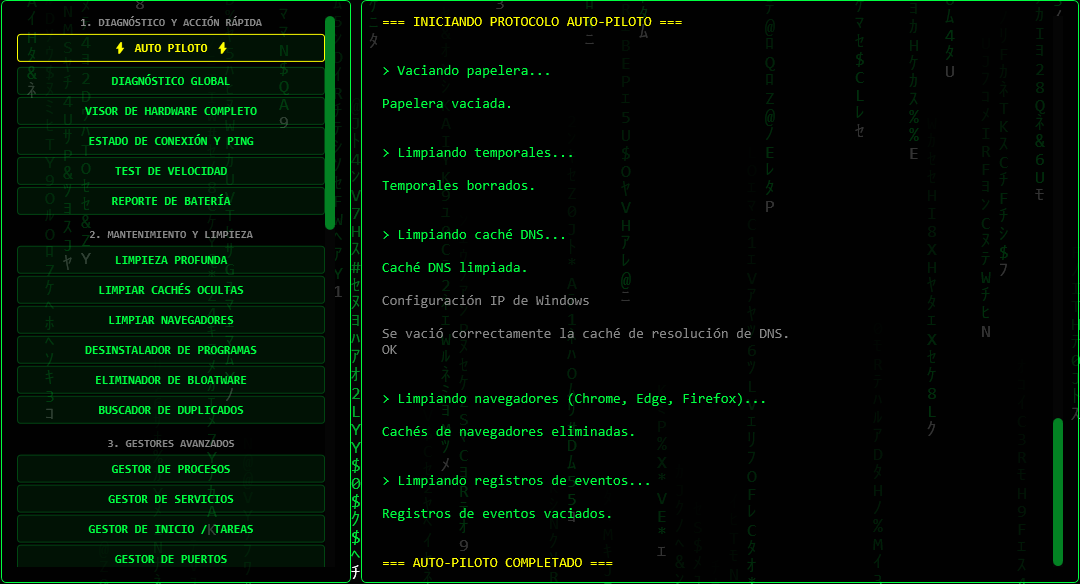 1. DIAGNÓSTICO Y ACCIÓN RÁPIDA
⚡ AUTO PILOTO ⚡
DIAGNÓSTICO GLOBAL
VISOR DE HARDWARE COMPLETO
ESTADO DE CONEXIÓN Y PING
TEST DE VELOCIDAD
REPORTE DE BATERÍA
2. MANTENIMIENTO Y LIMPIEZA
LIMPIEZA PROFUNDA
LIMPIAR CACHÉS OCULTAS
LIMPIAR NAVEGADORES
DESINSTALADOR DE PROGRAMAS
ELIMINADOR DE BLOATWARE
BUSCADOR DE DUPLICADOS
3. GESTORES AVANZADOS
GESTOR DE PROCESOS
GESTOR DE SERVICIOS
GESTOR DE INICIO / TAREAS
GESTOR DE PUERTOS
=== INICIANDO PROTOCOLO AUTO-PILOTO ===
> Vaciando papelera...
Papelera vaciada.
> Limpiando temporales...
Temporales borrados.
> Limpiando caché DNS...
Caché DNS limpiada.
Configuración IP de Windows
Se vació correctamente la caché de resolución de DNS.
OK
> Limpiando navegadores (Chrome, Edge, Firefox)...
Cachés de navegadores eliminadas.
> Limpiando registros de eventos...
Registros de eventos vaciados.
=== AUTO-PILOTO COMPLETADO ===